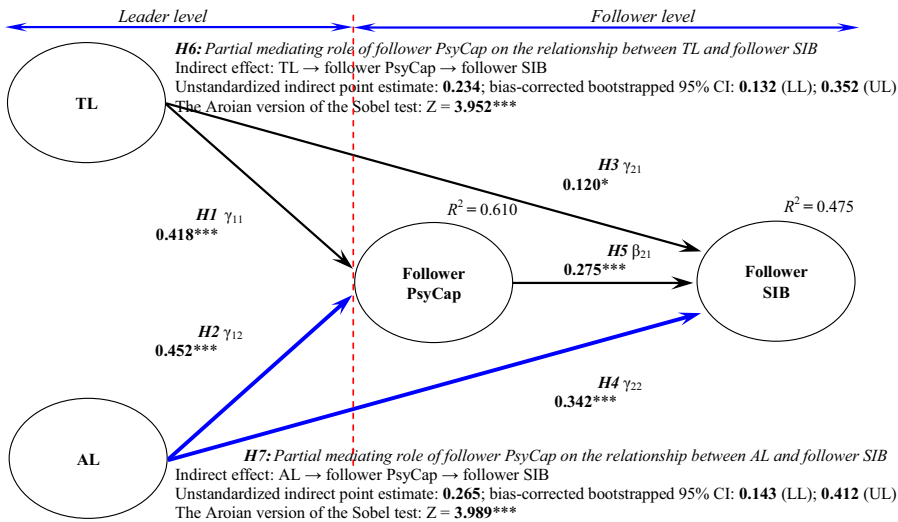 Leader level
Follower level
H6: Partial mediating role of follower PsyCap on the relationship between TL and follower SIB
Indirect effect: TL → follower PsyCap → follower SIB
Unstandardized indirect point estimate: 0.234; bias-corrected bootstrapped 95% CI: 0.132 (LL); 0.352 (UL)
The Aroian version of the Sobel test: Z = 3.952***
TL
H3 γ21
0.120*
R² = 0.610
R² = 0.475
H1 γ11
0.418***
H5 β21
0.275***
Follower
PsyCap
Follower
SIB
H2 γ12
0.452***
H4 γ22
0.342***
AL
H7: Partial mediating role of follower PsyCap on the relationship between AL and follower SIB
Indirect effect: AL → follower PsyCap → follower SIB
Unstandardized indirect point estimate: 0.265; bias-corrected bootstrapped 95% CI: 0.143 (LL); 0.412 (UL)
The Aroian version of the Sobel test: Z = 3.989***